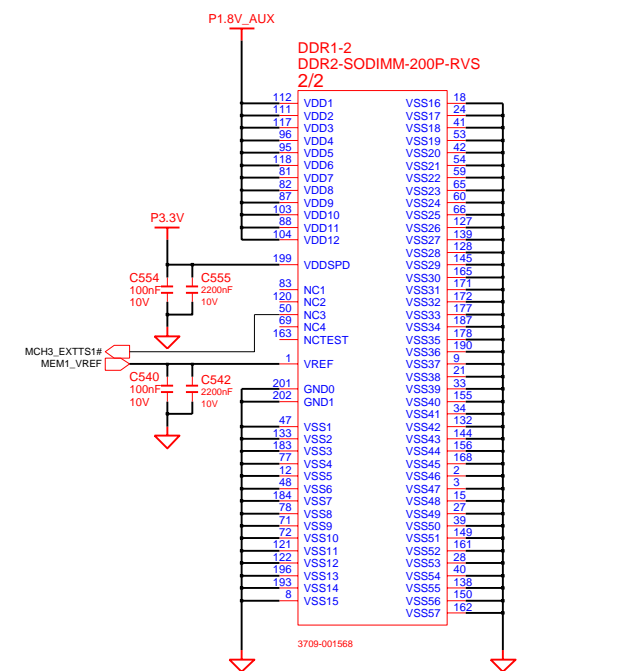 P1.8V_AUX
DDR1-2
DDR2-SODIMM-200P-RVS
2/2
112 VDD1 VSS16 18
111 VDD2 VSS17 24
117 VDD3 VSS18 41
96 VDD4 VSS19 53
95 VDD5 VSS20 42
118 VDD6 VSS21 54
81 VDD7 VSS22 59
82 VDD8 VSS23 65
87 VDD9 VSS24 60
103 VDD10 VSS25 66
88 VDD11 VSS26 127
104 VDD12 VSS27 139
VSS28 128
P3.3V
199 VDDSPD VSS29 145
VSS30 165
C554 100nF 10V
C555 2200nF 10V
83 NC1 VSS31 171
120 NC2 VSS32 172
50 NC3 VSS33 177
69 NC4 VSS34 187
163 NCTEST VSS35 178
MCH3_EXTTS1# VSS36 190
MEM1_VREF 1 VREF VSS37 9
VSS38 21
C540 100nF 10V
C542 2200nF 10V
201 GND0 VSS39 33
202 GND1 VSS40 155
VSS41 34
47 VSS1 VSS42 132
133 VSS2 VSS43 144
183 VSS3 VSS44 156
77 VSS4 VSS45 168
12 VSS5 VSS46 2
48 VSS6 VSS47 3
184 VSS7 VSS48 15
78 VSS8 VSS49 27
71 VSS9 VSS50 39
72 VSS10 VSS51 149
121 VSS11 VSS52 161
122 VSS12 VSS53 28
196 VSS13 VSS54 40
193 VSS14 VSS55 138
8 VSS15 VSS56 150
VSS57 162
3709-001568